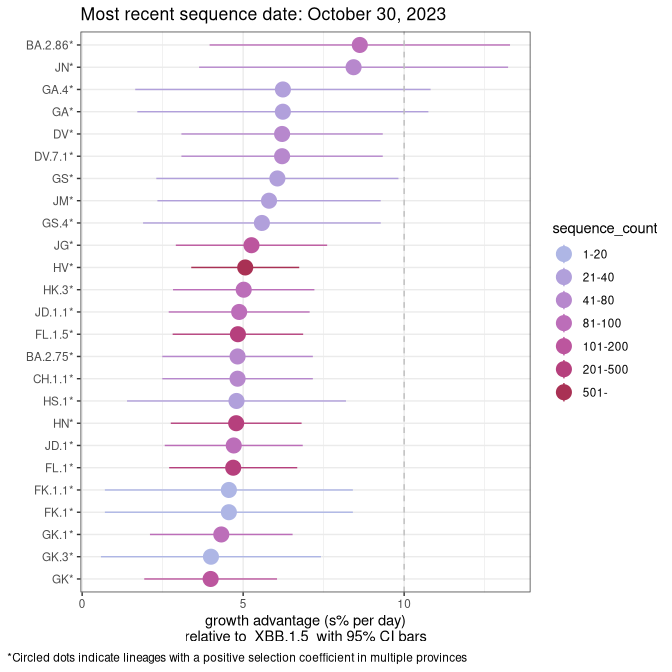 Most recent sequence date: October 30, 2023
BA.2.86*
JN*
GA.4*
GA*
DV*
DV.7.1*
GS*
JM*
GS.4*
JG*
HV*
HK.3*
JD.1.1*
FL.1.5*
BA.2.75*
CH.1.1*
HS.1*
HN*
JD.1*
FL.1*
FK.1.1*
FK.1*
GK.1*
GK.3*
GK*
0 5 10
growth advantage (s% per day)
relative to XBB.1.5 with 95% CI bars
sequence_count
1-20
21-40
41-80
81-100
101-200
201-500
501-
*Circled dots indicate lineages with a positive selection coefficient in multiple provinces